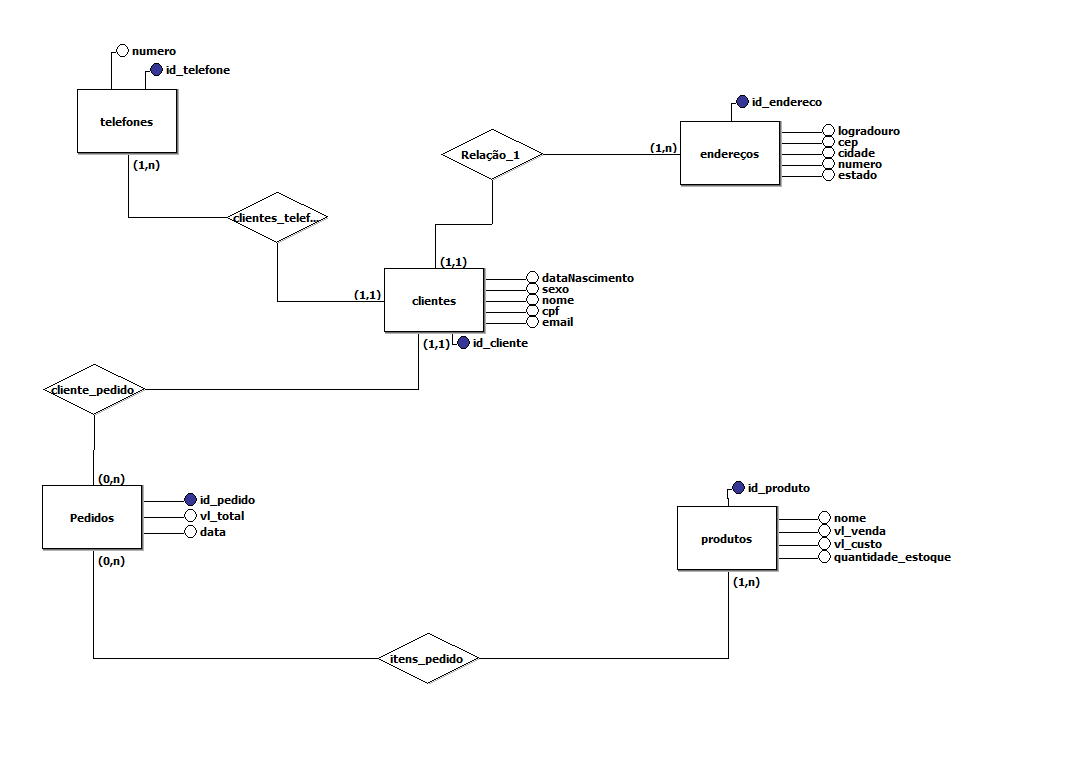 numero
id_telefone
telefones
(1,n)
clientes_telef...
id_endereco
endereços
logradouro
cep
cidade
numero
estado
(1,n)
Relação_1
(1,1)
(1,1)
clientes
dataNascimento
sexo
nome
cpf
email
(1,1)
id_cliente
cliente_pedido
(0,n)
Pedidos
id_pedido
vl_total
data
(0,n)
id_produto
produtos
nome
vl_venda
vl_custo
quantidade_estoque
(1,n)
itens_pedido